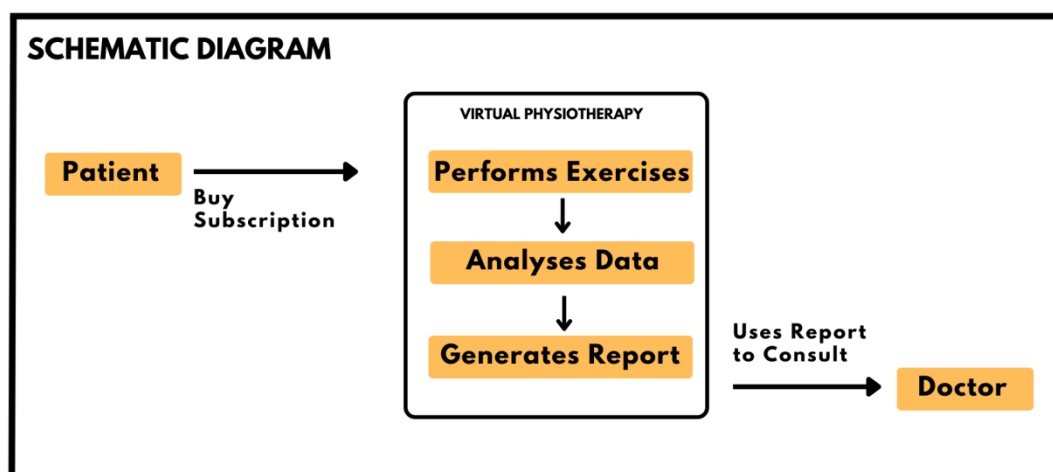 SCHEMATIC DIAGRAM
VIRTUAL PHYSIOTHERAPY
Patient
Buy
Subscription
Performs Exercises
Analyses Data
Generates Report
Uses Report
to Consult
Doctor